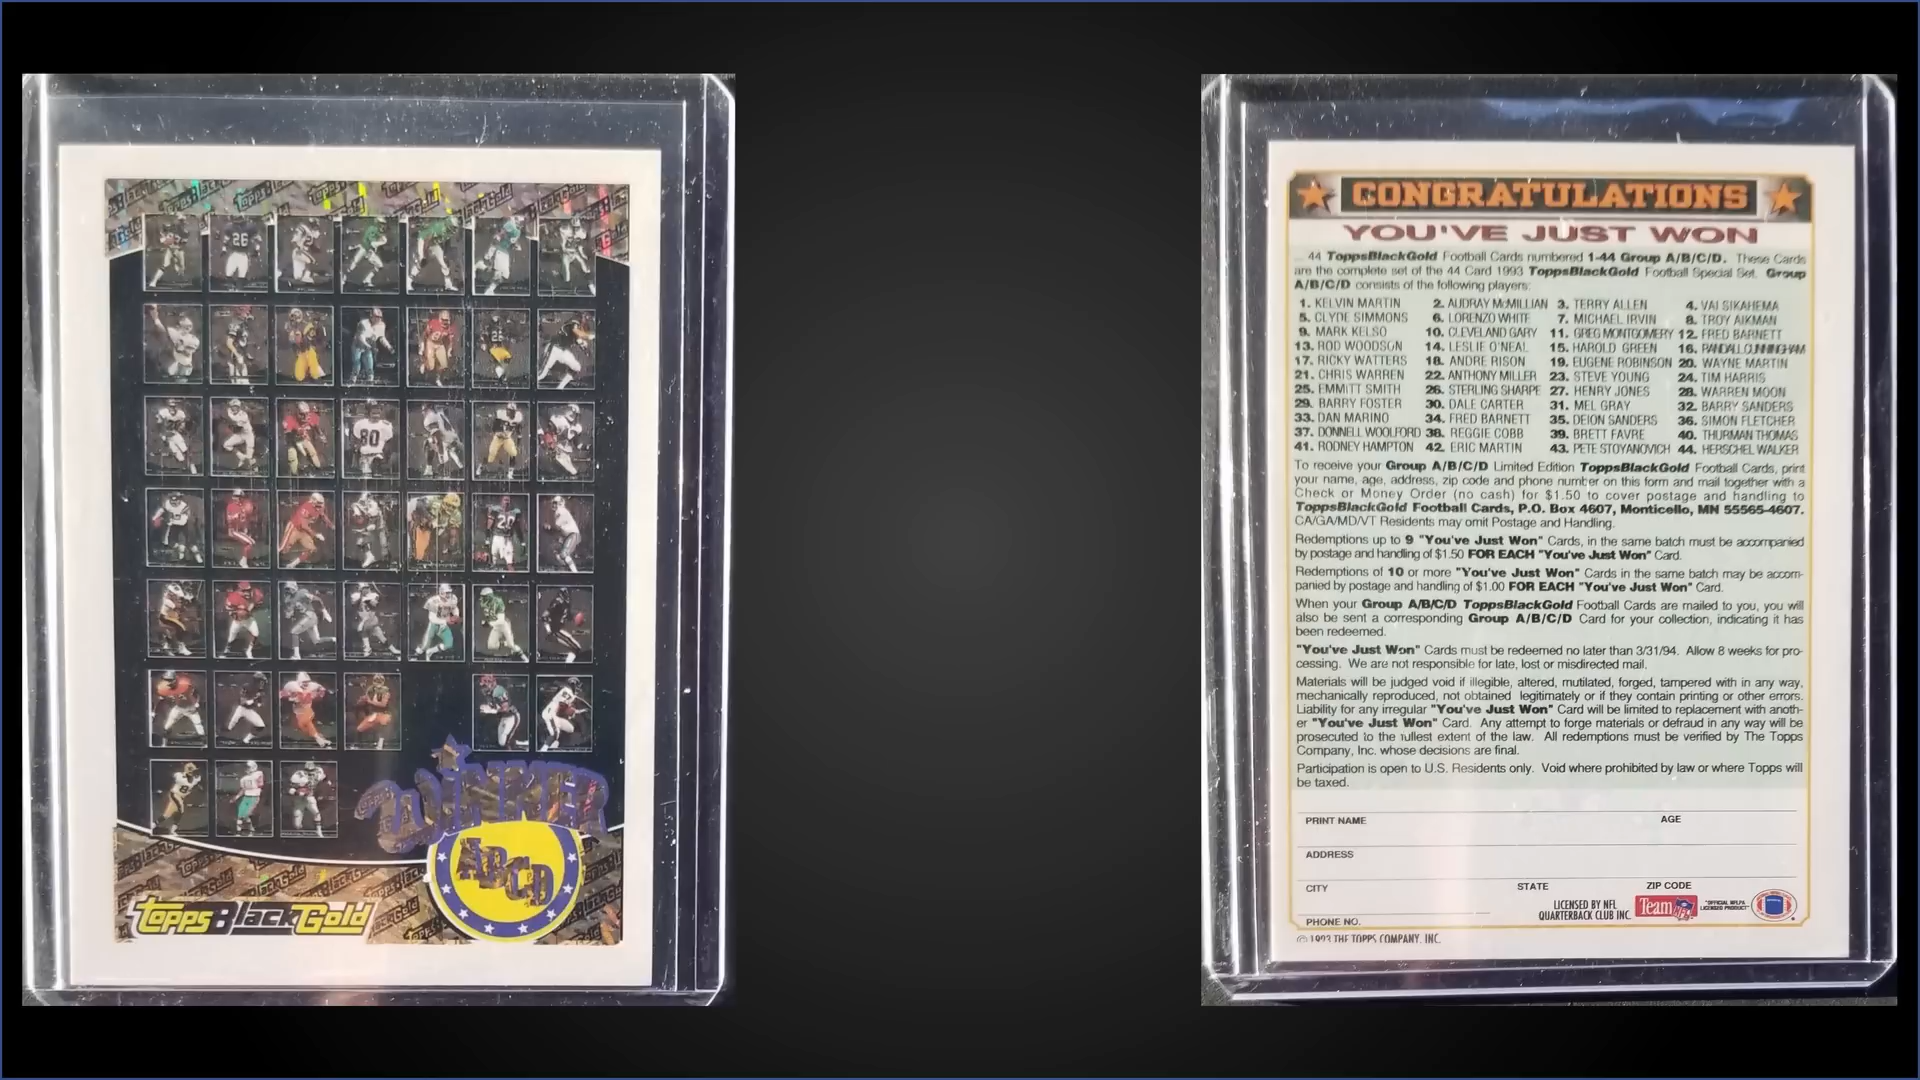 Topps Black Gold
26
80
20
WINNER
ABCD
ToppsBlackGold
CONGRATULATIONS
YOU'VE JUST WON
44 ToppsBlackGold Football Cards numbered 1-44 Group A/B/C/D. These Cards
are the complete set of the 44 Card 1993 ToppsBlackGold Football Special Set. Group
A/B/C/D consists of the following players:
1. KELVIN MARTIN 2. AUDRAY McMILLIAN 3. TERRY ALLEN 4. VAI SIKAHEMA
5. CLYDE SIMMONS 6. LORENZO WHITE 7. MICHAEL IRVIN 8. TROY AIKMAN
9. MARK KELSO 10. CLEVELAND GARY 11. GREG MONTGOMERY 12. FRED BARNETT
13. ROD WOODSON 14. LESLIE O'NEAL 15. HAROLD GREEN 16. RANDALL CUNNINGHAM
17. RICKY WATTERS 18. ANDRE RISON 19. EUGENE ROBINSON 20. WAYNE MARTIN
21. CHRIS WARREN 22. ANTHONY MILLER 23. STEVE YOUNG 24. TIM HARRIS
25. EMMITT SMITH 26. STERLING SHARPE 27. HENRY JONES 28. WARREN MOON
29. BARRY FOSTER 30. DALE CARTER 31. MEL GRAY 32. BARRY SANDERS
33. DAN MARINO 34. FRED BARNETT 35. DEION SANDERS 36. SIMON FLETCHER
37. DONNELL WOOLFORD 38. REGGIE COBB 39. BRETT FAVRE 40. THURMAN THOMAS
41. RODNEY HAMPTON 42. ERIC MARTIN 43. PETE STOYANOVICH 44. HERSCHEL WALKER
To receive your Group A/B/C/D Limited Edition ToppsBlackGold Football Cards, print
your name, age, address, zip code and phone number on this form and mail together with a
Check or Money Order (no cash) for $1.50 to cover postage and handling to
ToppsBlackGold Football Cards, P.O. Box 4607, Monticello, MN 55565-4607.
CA/GA/MD/VT Residents may omit Postage and Handling.
Redemptions up to 9 "You've Just Won" Cards, in the same batch must be accompanied
by postage and handling of $1.50 FOR EACH "You've Just Won" Card.
Redemptions of 10 or more "You've Just Won" Cards in the same batch may be accom-
panied by postage and handling of $1.00 FOR EACH "You've Just Won" Card.
When your Group A/B/C/D ToppsBlackGold Football Cards are mailed to you, you will
also be sent a corresponding Group A/B/C/D Card for your collection, indicating it has
been redeemed.
"You've Just Won" Cards must be redeemed no later than 3/31/94. Allow 8 weeks for pro-
cessing. We are not responsible for late, lost or misdirected mail.
Materials will be judged void if illegible, altered, mutilated, forged, tampered with in any way,
mechanically reproduced, not obtained legitimately or if they contain printing or other errors.
Liability for any irregular "You've Just Won" Card will be limited to replacement with anoth-
er "You've Just Won" Card. Any attempt to forge materials or defraud in any way will be
prosecuted to the fullest extent of the law. All redemptions must be verified by The Topps
Company, Inc. whose decisions are final.
Participation is open to U.S. Residents only. Void where prohibited by law or where Topps will
be taxed.
PRINT NAME AGE
ADDRESS
CITY STATE ZIP CODE
PHONE NO.
LICENSED BY NFL
QUARTERBACK CLUB INC.
Team NFL
"OFFICIAL NFLPA
LICENSED PRODUCT"
© 1993 THE TOPPS COMPANY, INC.